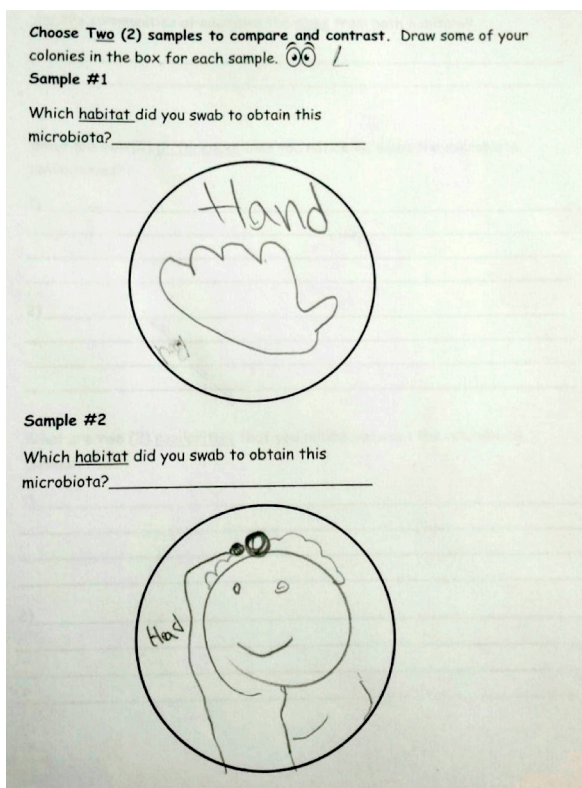 Choose Two (2) samples to compare and contrast. Draw some of your
colonies in the box for each sample.
Sample #1
Which habitat did you swab to obtain this
microbiota?
Hand
Sample #2
Which habitat did you swab to obtain this
microbiota?
Had